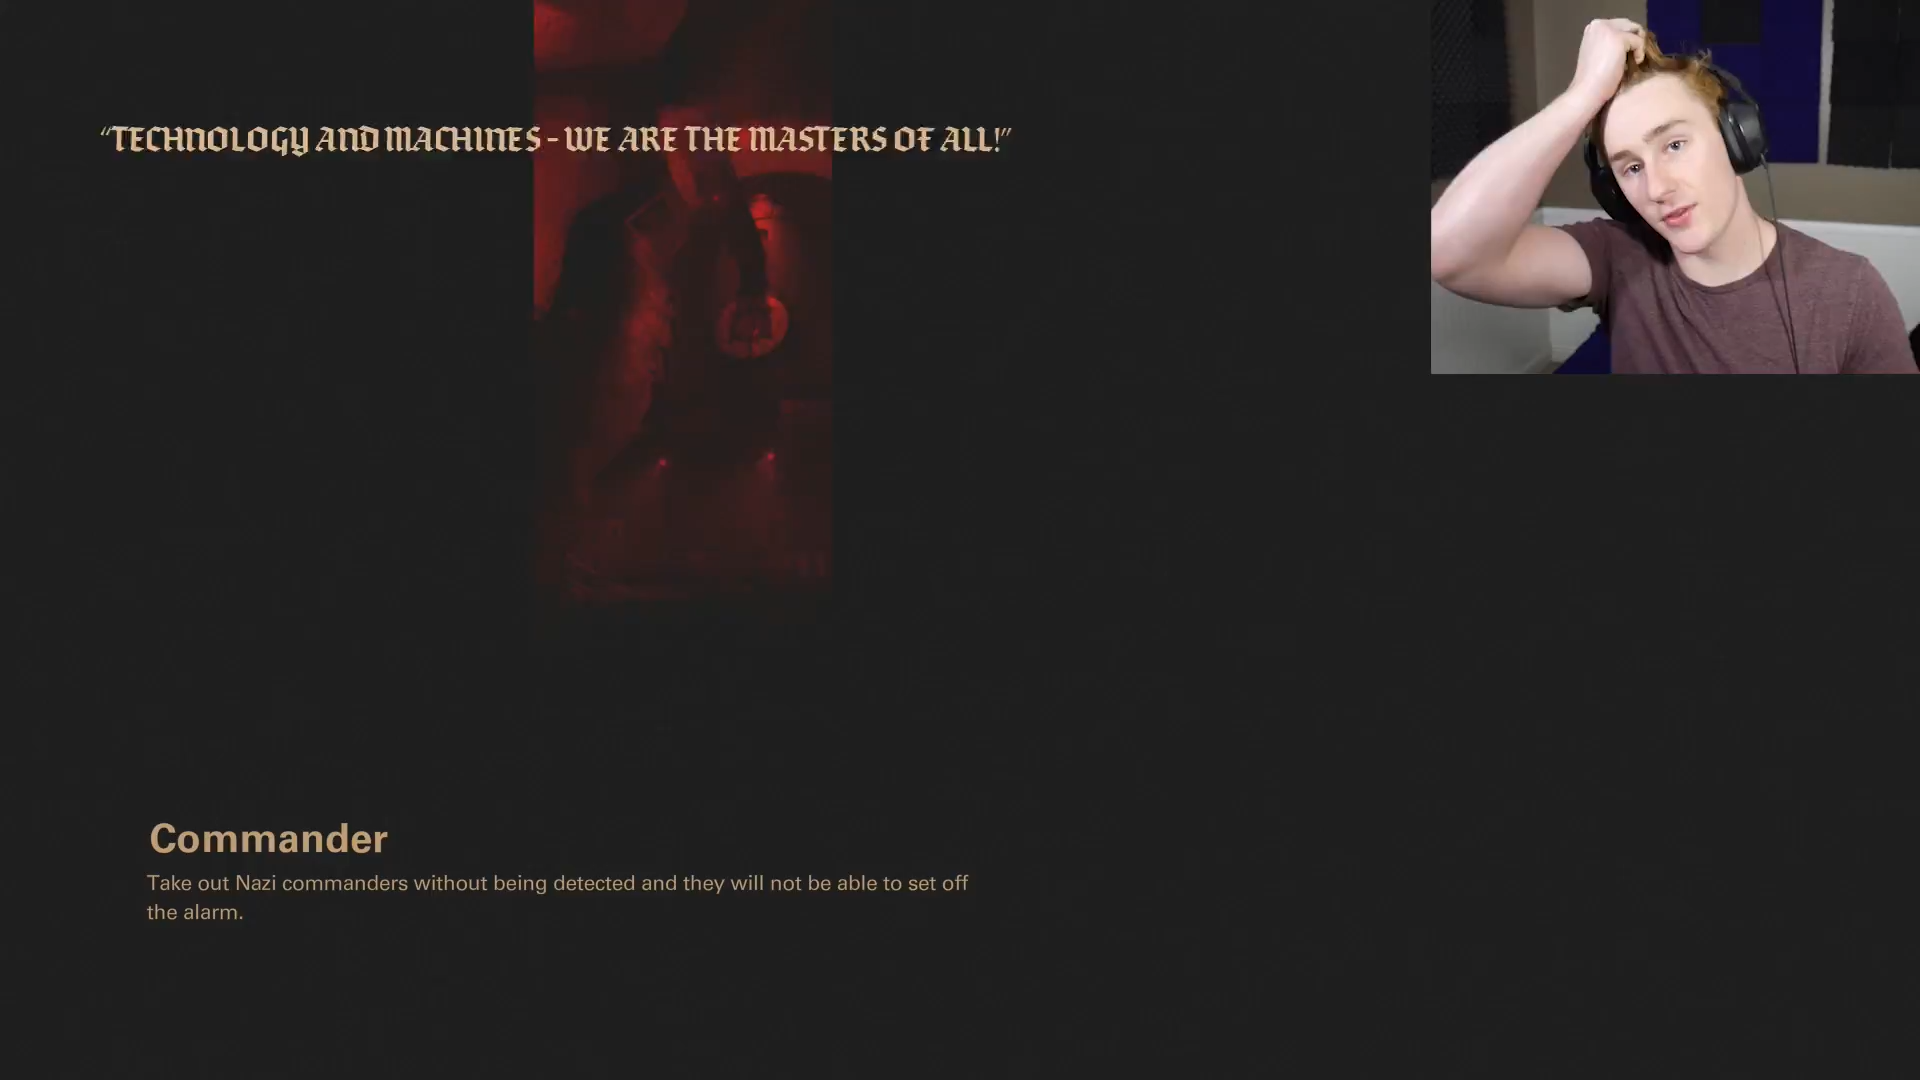 “TECHNOLOGY AND MACHINES - WE ARE THE MASTERS OF ALL!”
Commander
Take out Nazi commanders without being detected and they will not be able to set off
the alarm.